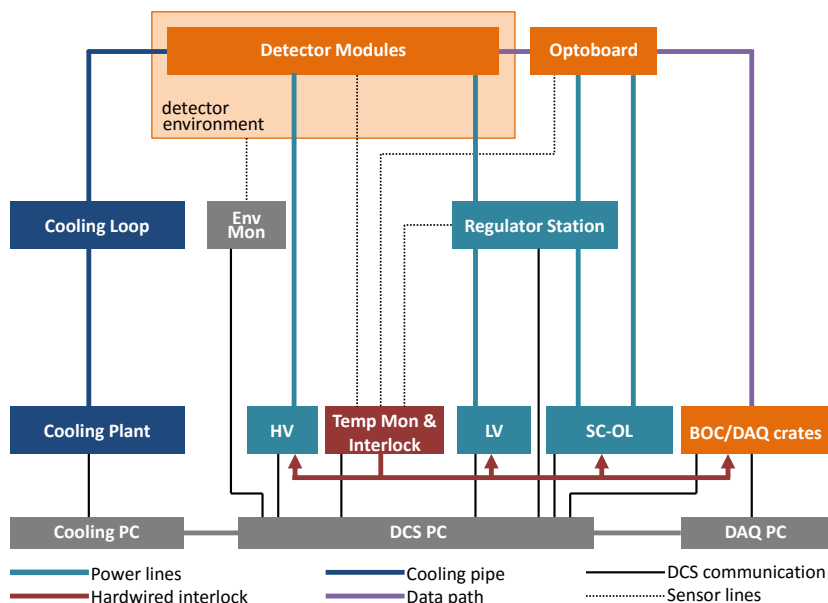 Detector Modules
Optoboard
detector
environment
Cooling Loop
Env
Mon
Regulator Station
Cooling Plant
HV
Temp Mon &
Interlock
LV
SC-OL
BOC/DAQ crates
Cooling PC
DCS PC
DAQ PC
Power lines
Cooling pipe
DCS communication
Hardwired interlock
Data path
Sensor lines